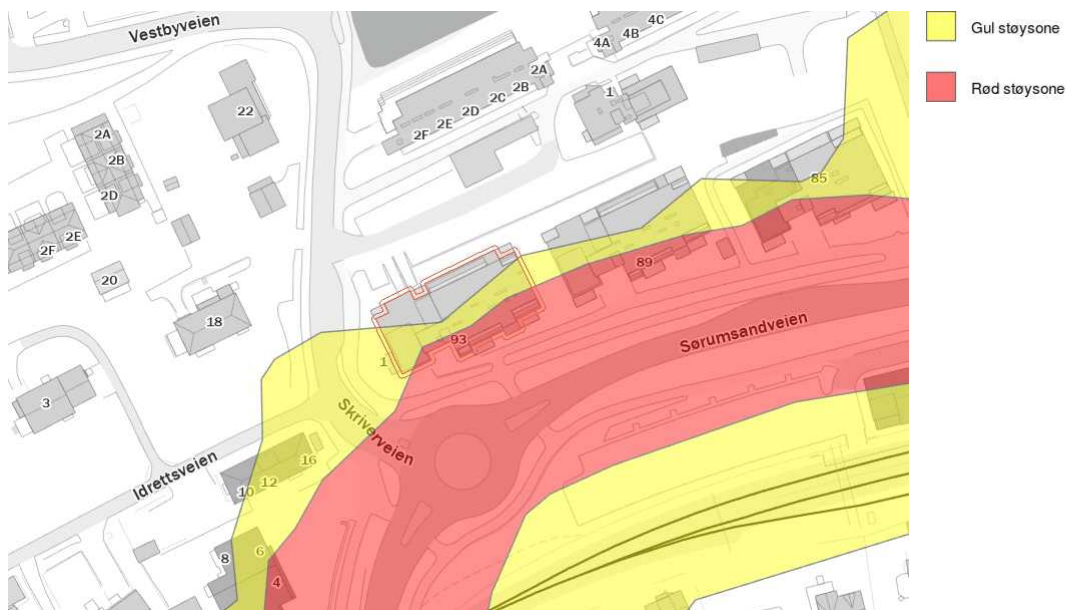 Vestbyveien
4C
4B
4A
Gul støysone
2A
2B
2C
2D
2E
2F
1
22
Rød støysone
2A
2B
2D
2E
2F
85
20
89
18
93
Sørumsandveien
1
3
Skriverveien
16
12
10
Idrettsveien
6
8
4